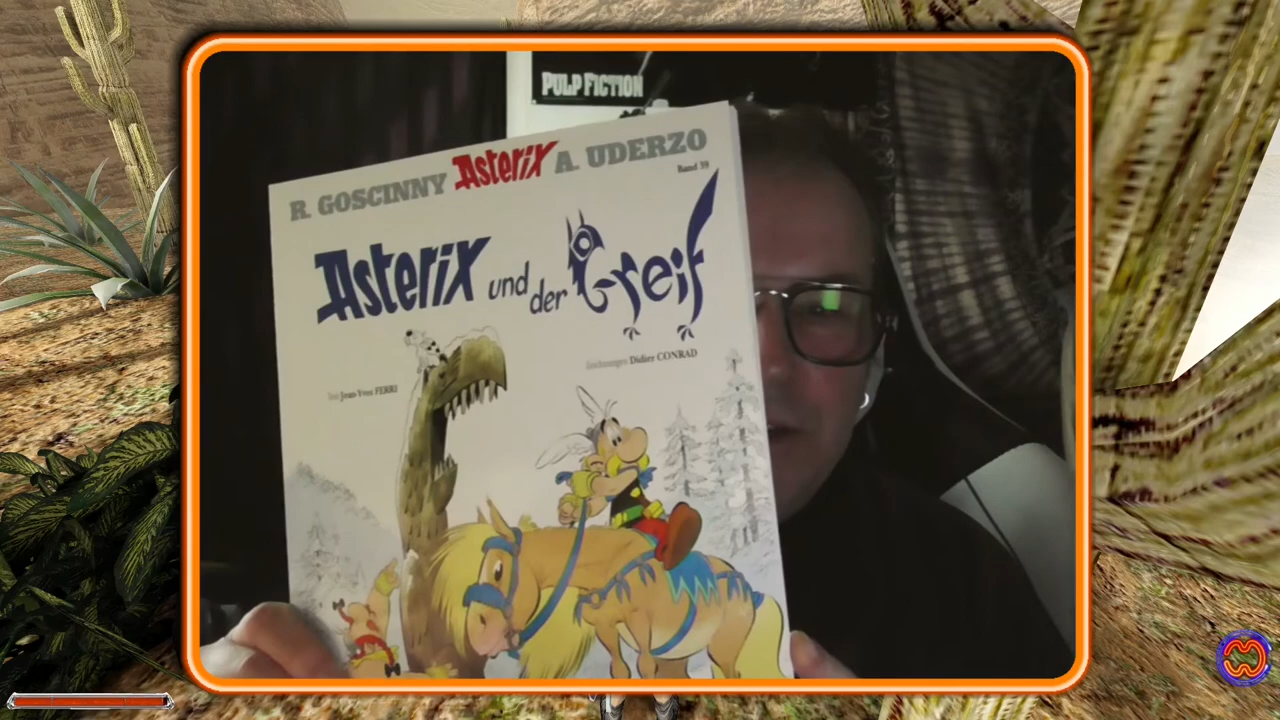 PULP FICTION
R. GOSCINNY Asterix A. UDERZO
Band 39
Asterix und der Greif
Text Jean-Yves FERRI
Zeichnungen Didier CONRAD